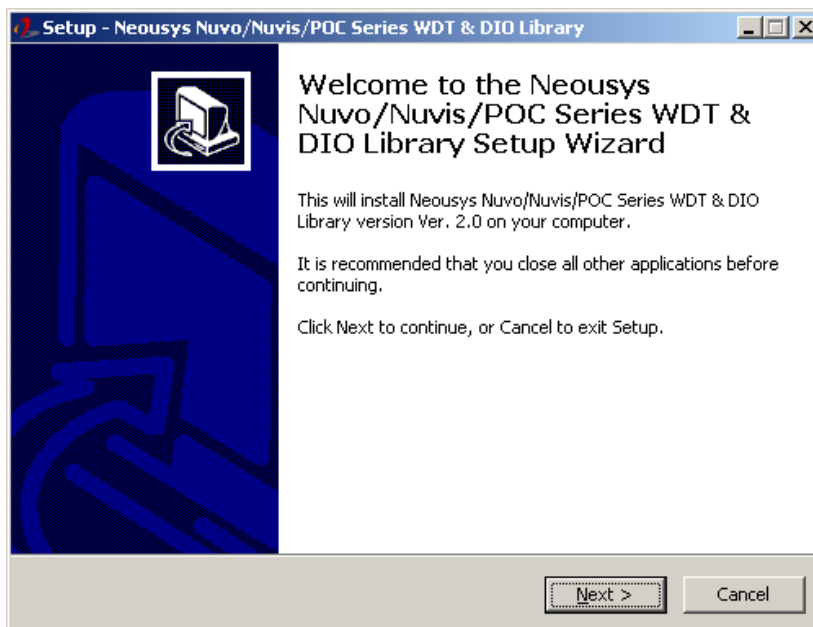 Setup - Neousys Nuvo/Nuvis/POC Series WDT & DIO Library
Welcome to the Neousys
Nuvo/Nuvis/POC Series WDT &
DIO Library Setup Wizard
This will install Neousys Nuvo/Nuvis/POC Series WDT & DIO
Library version Ver. 2.0 on your computer.
It is recommended that you close all other applications before
continuing.
Click Next to continue, or Cancel to exit Setup.
Next >
Cancel